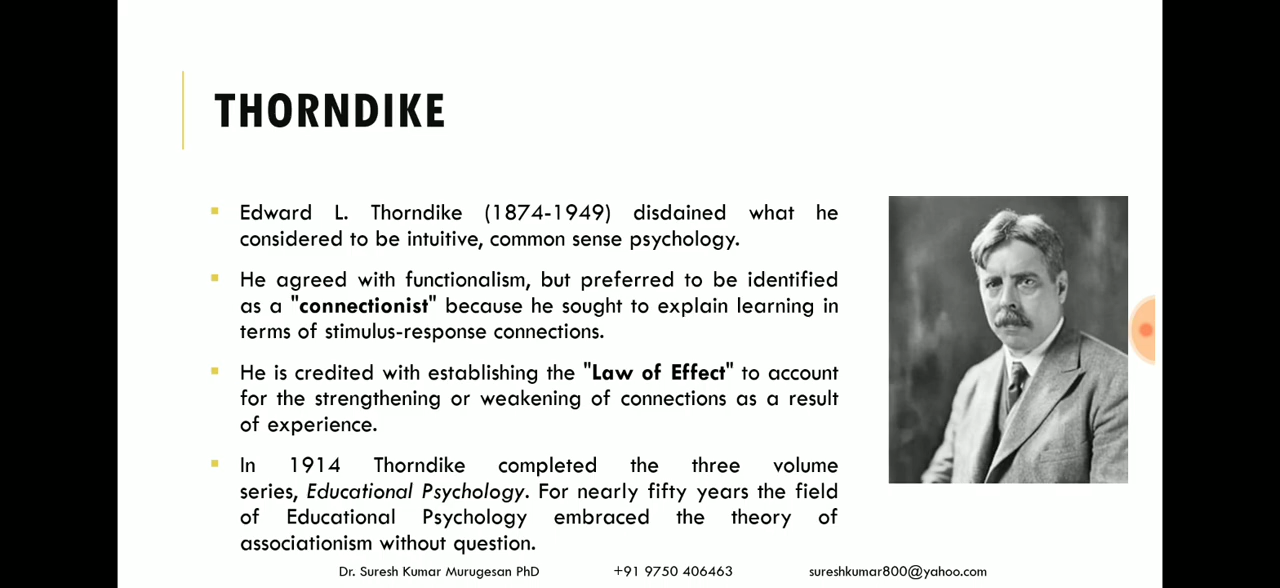 THORNDIKE
Edward L. Thorndike (1874-1949) disdained what he
considered to be intuitive, common sense psychology.
He agreed with functionalism, but preferred to be identified
as a "connectionist" because he sought to explain learning in
terms of stimulus-response connections.
He is credited with establishing the "Law of Effect" to account
for the strengthening or weakening of connections as a result
of experience.
In 1914 Thorndike completed the three volume
series, Educational Psychology. For nearly fifty years the field
of Educational Psychology embraced the theory of
associationism without question.
Dr. Suresh Kumar Murugesan PhD +91 9750 406463 sureshkumar800@yahoo.com